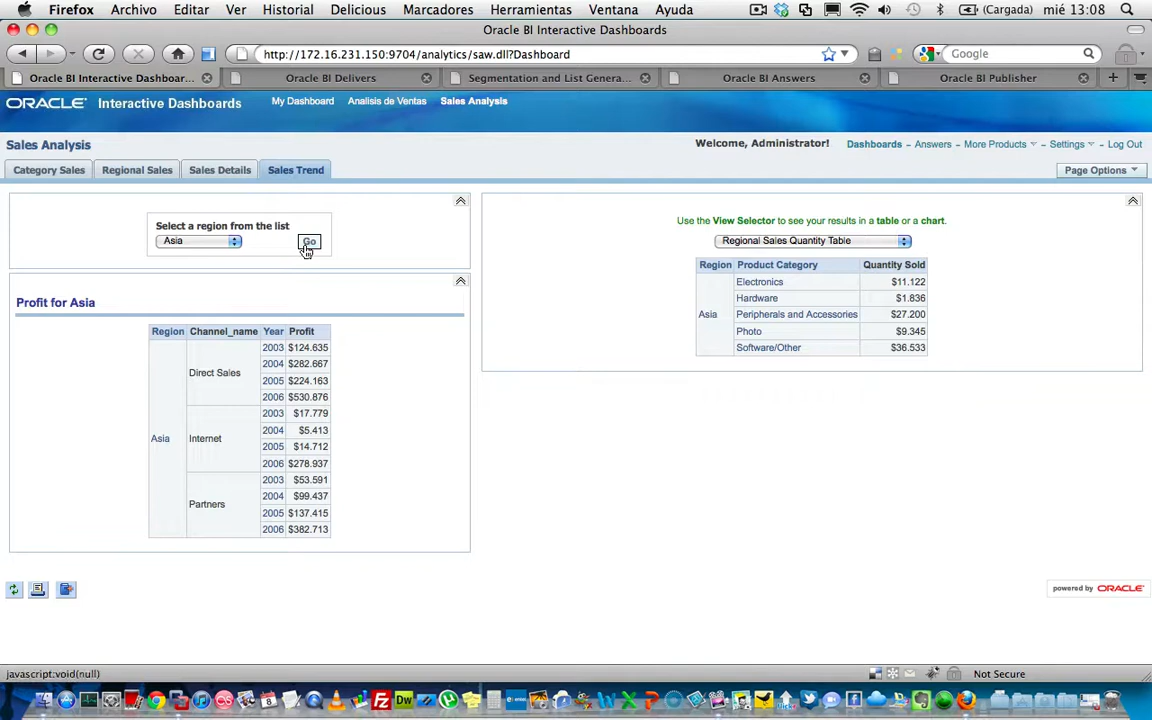 Firefox Archivo Editar Ver Historial Delicious Marcadores Herramientas Ventana Ayuda (Cargada) mié 13:08
Oracle BI Interactive Dashboards
http://172.16.231.150:9704/analytics/saw.dll?Dashboard Google
Oracle BI Interactive Dashboar... Oracle BI Delivers Segmentation and List Genera... Oracle BI Answers Oracle BI Publisher
ORACLE Interactive Dashboards My Dashboard Analisis de Ventas Sales Analysis
Sales Analysis Welcome, Administrator! Dashboards - Answers - More Products - Settings - Log Out
Category Sales Regional Sales Sales Details Sales Trend Page Options
Select a region from the list
Asia Go
Profit for Asia
Region Channel_name Year Profit
2003 $124.635
2004 $282.667
Direct Sales
2005 $224.163
2006 $530.876
2003 $17.779
2004 $5.413
Asia Internet
2005 $14.712
2006 $278.937
2003 $53.591
2004 $99.437
Partners
2005 $137.415
2006 $382.713
Use the View Selector to see your results in a table or a chart.
Regional Sales Quantity Table
Region Product Category Quantity Sold
Electronics $11.122
Hardware $1.836
Asia Peripherals and Accessories $27.200
Photo $9.345
Software/Other $36.533
powered by ORACLE
javascript:void(null) Not Secure